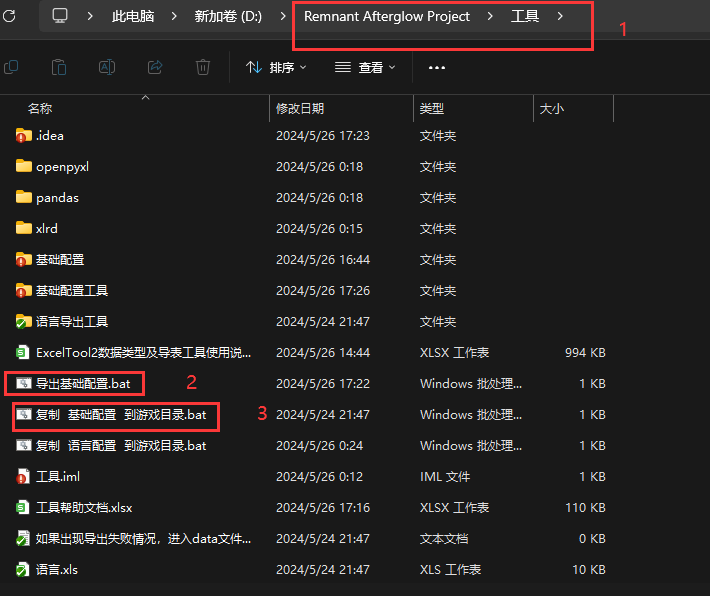 此电脑 新加卷 (D:) Remnant Afterglow Project 工具
1
排序 查看
名称 修改日期 类型 大小
.idea 2024/5/26 17:23 文件夹
openpyxl 2024/5/26 0:18 文件夹
pandas 2024/5/26 0:18 文件夹
xlrd 2024/5/26 0:15 文件夹
基础配置 2024/5/26 16:44 文件夹
基础配置工具 2024/5/26 17:26 文件夹
语言导出工具 2024/5/24 21:47 文件夹
ExcelTool2数据类型及导表工具使用说... 2024/5/26 14:44 XLSX 工作表 994 KB
导出基础配置.bat 2 2024/5/26 17:22 Windows 批处理... 1 KB
复制 基础配置 到游戏目录.bat 3 2024/5/24 21:47 Windows 批处理... 1 KB
复制 语言配置 到游戏目录.bat 2024/5/26 0:24 Windows 批处理... 1 KB
工具.iml 2024/5/26 0:12 IML 文件 1 KB
工具帮助文档.xlsx 2024/5/26 17:16 XLSX 工作表 110 KB
如果出现导出失败情况，进入data文件... 2024/5/24 21:47 文本文档 0 KB
语言.xls 2024/5/24 21:47 XLS 工作表 10 KB